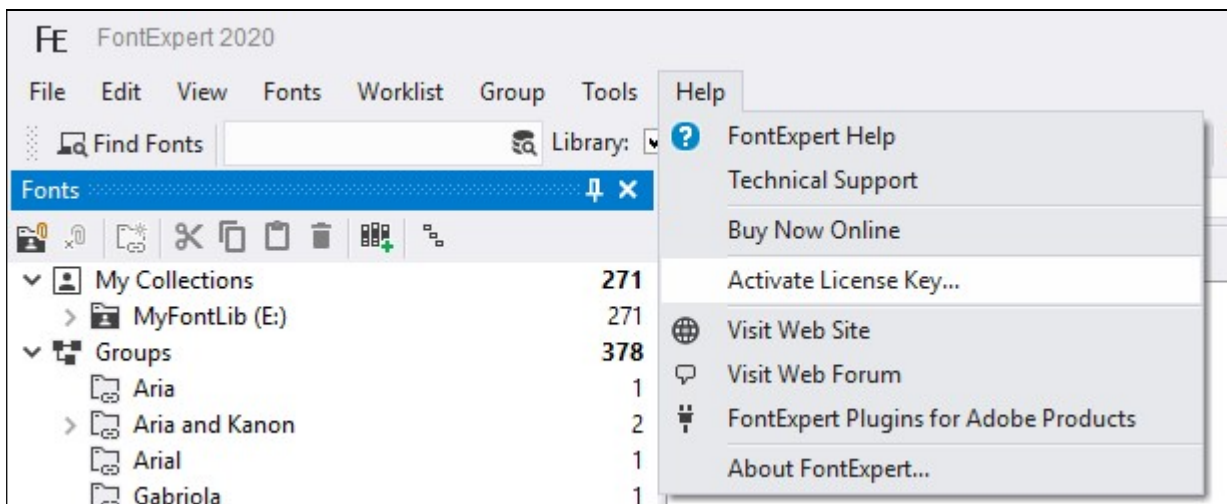 FE FontExpert 2020
File Edit View Fonts Worklist Group Tools Help
Find Fonts Library:
Fonts
My Collections 271
MyFontLib (E:) 271
Groups 378
Aria 1
Aria and Kanon 2
Arial 1
Gabriola 1
FontExpert Help
Technical Support
Buy Now Online
Activate License Key...
Visit Web Site
Visit Web Forum
FontExpert Plugins for Adobe Products
About FontExpert...